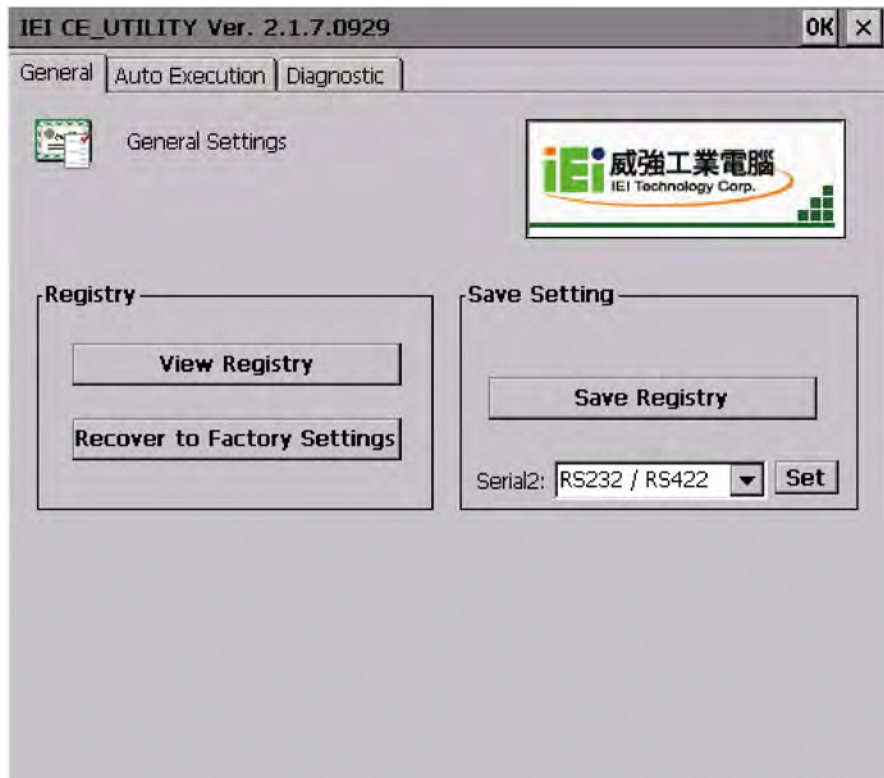 IEI CE_UTILITY Ver. 2.1.7.0929
OK ×
General Auto Execution Diagnostic
General Settings
iEi 威強工業電腦
IEI Technology Corp.
Registry
View Registry
Recover to Factory Settings
Save Setting
Save Registry
Serial2: RS232 / RS422 Set